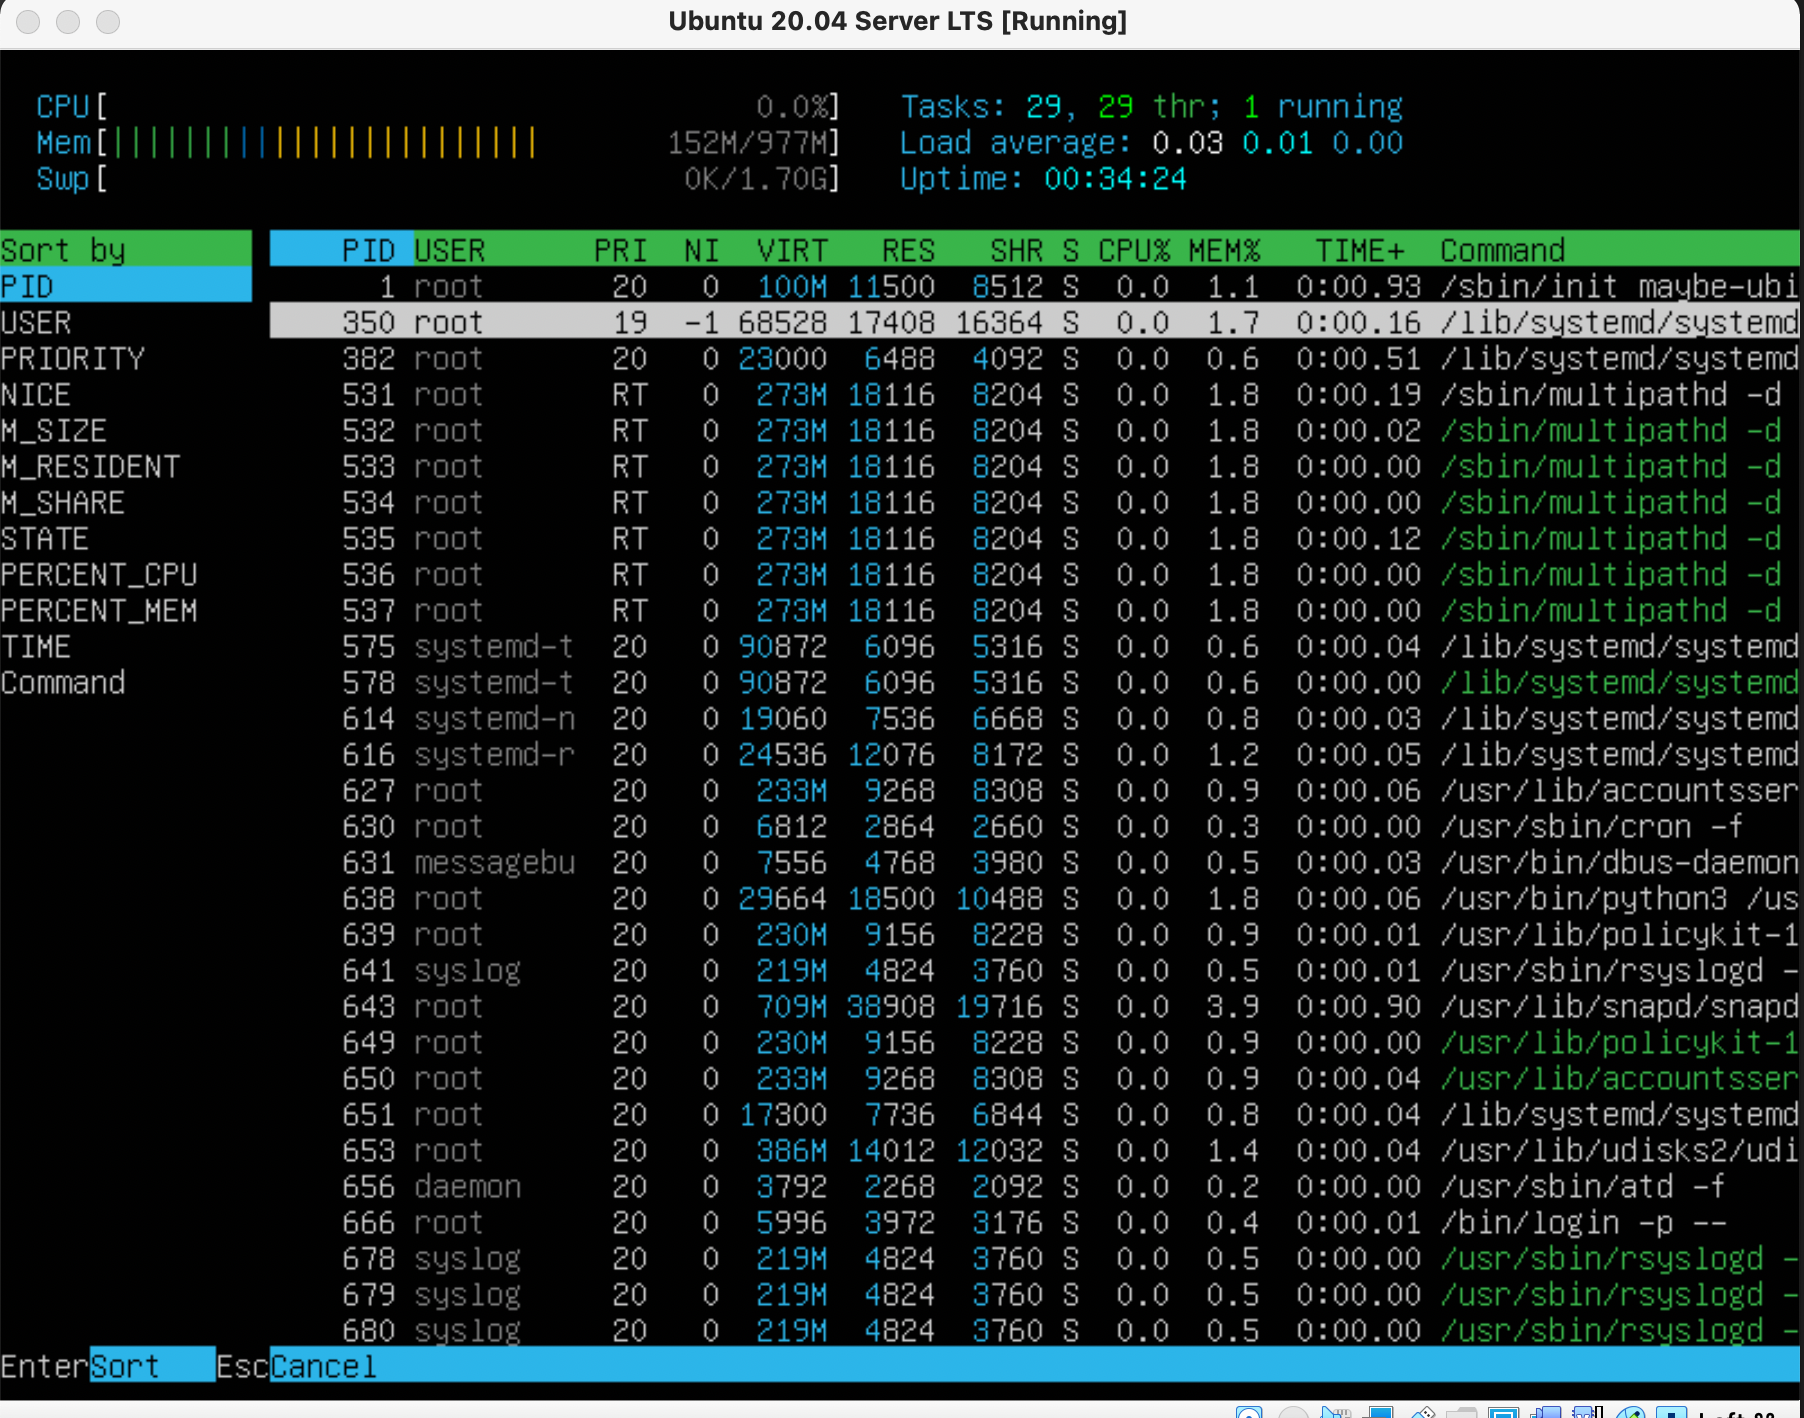 Ubuntu 20.04 Server LTS [Running]
CPU[ 0.0%] Tasks: 29, 29 thr; 1 running
Mem[||||||||||||||||||||||||152M/977M] Load average: 0.03 0.01 0.00
Swp[ 0K/1.70G] Uptime: 00:34:24
Sort by PID USER PRI NI VIRT RES SHR S CPU% MEM% TIME+ Command
PID 1 root 20 0 100M 11500 8512 S 0.0 1.1 0:00.93 /sbin/init maybe-ubi
USER 350 root 19 -1 68528 17408 16364 S 0.0 1.7 0:00.16 /lib/systemd/systemd
PRIORITY 382 root 20 0 23000 6488 4092 S 0.0 0.6 0:00.51 /lib/systemd/systemd
NICE 531 root RT 0 273M 18116 8204 S 0.0 1.8 0:00.19 /sbin/multipathd -d
M_SIZE 532 root RT 0 273M 18116 8204 S 0.0 1.8 0:00.02 /sbin/multipathd -d
M_RESIDENT 533 root RT 0 273M 18116 8204 S 0.0 1.8 0:00.00 /sbin/multipathd -d
M_SHARE 534 root RT 0 273M 18116 8204 S 0.0 1.8 0:00.00 /sbin/multipathd -d
STATE 535 root RT 0 273M 18116 8204 S 0.0 1.8 0:00.12 /sbin/multipathd -d
PERCENT_CPU 536 root RT 0 273M 18116 8204 S 0.0 1.8 0:00.00 /sbin/multipathd -d
PERCENT_MEM 537 root RT 0 273M 18116 8204 S 0.0 1.8 0:00.00 /sbin/multipathd -d
TIME 575 systemd-t 20 0 90872 6096 5316 S 0.0 0.6 0:00.04 /lib/systemd/systemd
Command 578 systemd-t 20 0 90872 6096 5316 S 0.0 0.6 0:00.00 /lib/systemd/systemd
614 systemd-n 20 0 19060 7536 6668 S 0.0 0.8 0:00.03 /lib/systemd/systemd
616 systemd-r 20 0 24536 12076 8172 S 0.0 1.2 0:00.05 /lib/systemd/systemd
627 root 20 0 233M 9268 8308 S 0.0 0.9 0:00.06 /usr/lib/accountsser
630 root 20 0 6812 2864 2660 S 0.0 0.3 0:00.00 /usr/sbin/cron -f
631 messagebu 20 0 7556 4768 3980 S 0.0 0.5 0:00.03 /usr/bin/dbus-daemon
638 root 20 0 29664 18500 10488 S 0.0 1.8 0:00.06 /usr/bin/python3 /us
639 root 20 0 230M 9156 8228 S 0.0 0.9 0:00.01 /usr/lib/policykit-1
641 syslog 20 0 219M 4824 3760 S 0.0 0.5 0:00.01 /usr/sbin/rsyslogd -
643 root 20 0 709M 38908 19716 S 0.0 3.9 0:00.90 /usr/lib/snapd/snapd
649 root 20 0 230M 9156 8228 S 0.0 0.9 0:00.00 /usr/lib/policykit-1
650 root 20 0 233M 9268 8308 S 0.0 0.9 0:00.04 /usr/lib/accountsser
651 root 20 0 17300 7736 6844 S 0.0 0.8 0:00.04 /lib/systemd/systemd
653 root 20 0 386M 14012 12032 S 0.0 1.4 0:00.04 /usr/lib/udisks2/udi
656 daemon 20 0 3792 2268 2092 S 0.0 0.2 0:00.00 /usr/sbin/atd -f
666 root 20 0 5996 3972 3176 S 0.0 0.4 0:00.01 /bin/login -p --
678 syslog 20 0 219M 4824 3760 S 0.0 0.5 0:00.00 /usr/sbin/rsyslogd -
679 syslog 20 0 219M 4824 3760 S 0.0 0.5 0:00.00 /usr/sbin/rsyslogd -
680 syslog 20 0 219M 4824 3760 S 0.0 0.5 0:00.00 /usr/sbin/rsyslogd -
EnterSort EscCancel